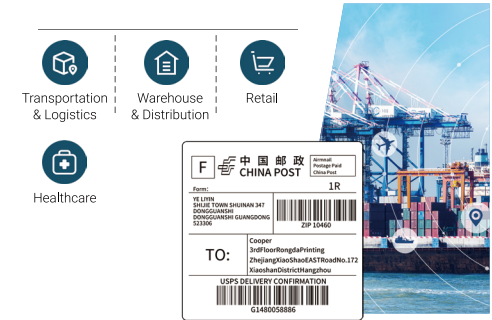 Transportation
& Logistics
Warehouse
& Distribution
Retail
Healthcare
F
中国邮政
CHINA POST
Airmail
Postage Paid
China Post
Form:
1R
YE LIYIN
SHIJIE TOWN SHUINAN 347
DONGGUANSHI
DONGGUANSHI GUANGDONG
523306
ZIP 10460
TO:
Cooper
3rdFloorRongdaPrinting
ZhejiangXiaoShaoEASTRoadNo.172
XiaoshanDistrictHangzhou
USPS DELIVERY CONFIRMATION
G1480058886